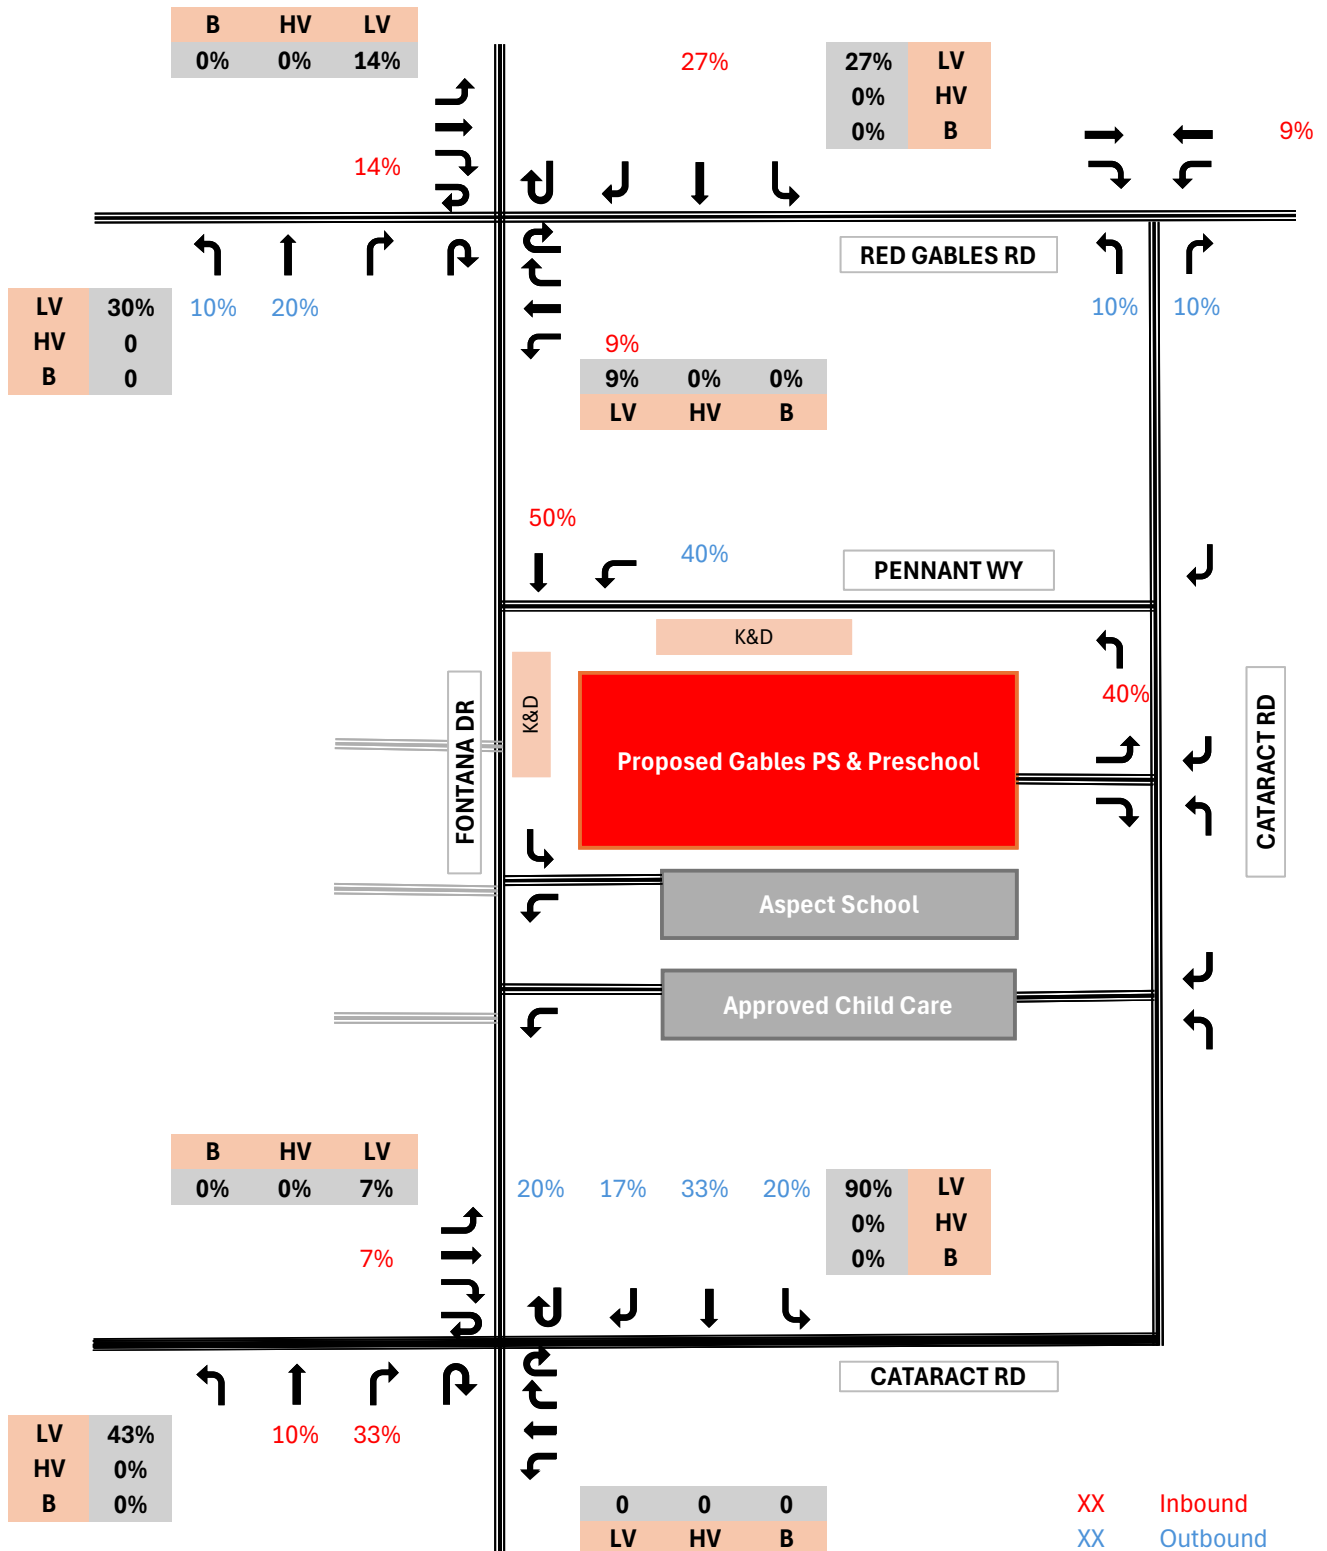 B HV LV
0% 0% 14%
27%
27% LV
0% HV
0% B
9%
14%
RED GABLES RD
LV 30%
HV 0
B 0
10% 20%
10% 10%
9%
9% 0% 0%
LV HV B
50%
40%
PENNANT WY
K&D
K&D
40%
FONTANA DR
Proposed Gables PS & Preschool
CATARACT RD
Aspect School
Approved Child Care
B HV LV
0% 0% 7%
20% 17% 33% 20%
90% LV
0% HV
0% B
7%
CATARACT RD
LV 43%
HV 0%
B 0%
10% 33%
0 0 0
LV HV B
XX Inbound
XX Outbound